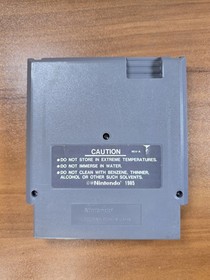 CAUTION
REV-A
●DO NOT STORE IN EXTREME TEMPERATURES.
●DO NOT IMMERSE IN WATER.
●DO NOT CLEAN WITH BENZENE, THINNER,
ALCOHOL OR OTHER SUCH SOLVENTS.
©Nintendo 1985